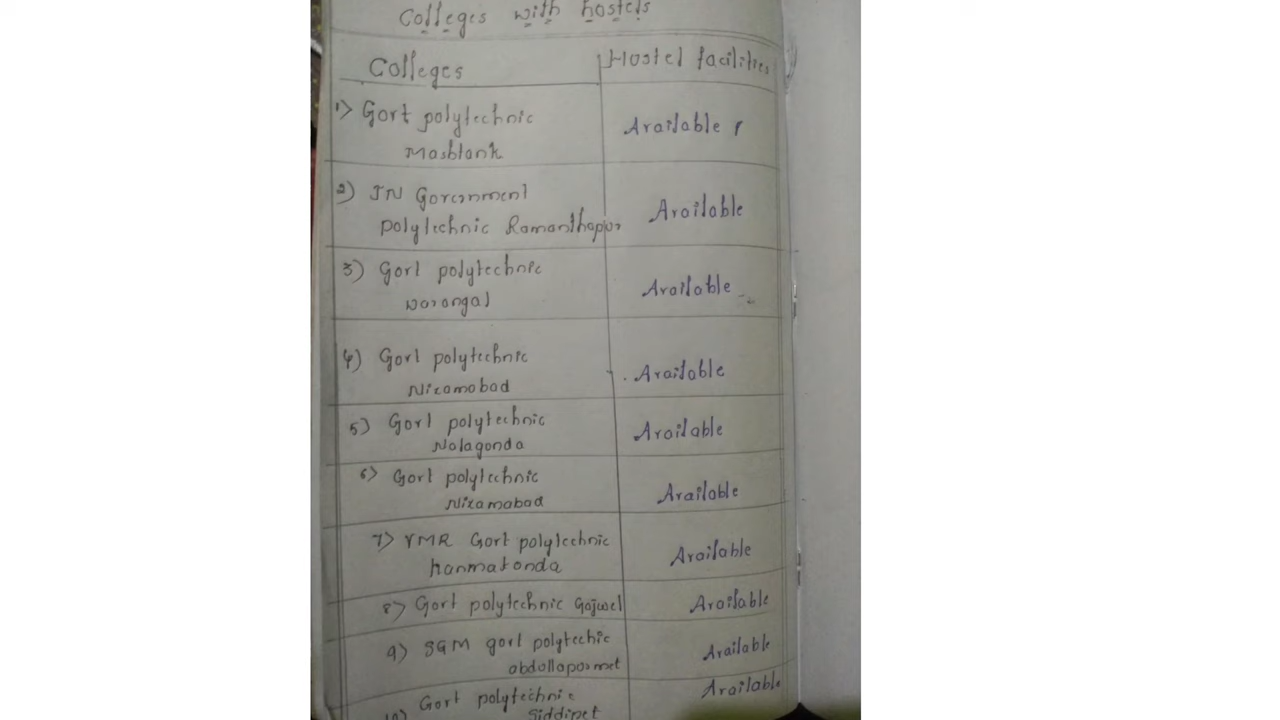 Colleges with hostels
Colleges Hostel facilities
1) Govt polytechnic Available
Masbtank
2) JN Government Available
polytechnic Ramanthapur
3) Govt polytechnic Available
Warangal
4) Govt polytechnic Available
Nizamabad
5) Govt polytechnic Available
Nalagonda
6) Govt polytechnic Available
Nizamabad
7) VMR Govt polytechnic Available
hanmakonda
8) Govt polytechnic Gajwel Available
9) SGM govt polytechic Available
abdullapurmet
10) Govt polytechnic Available
Siddipet